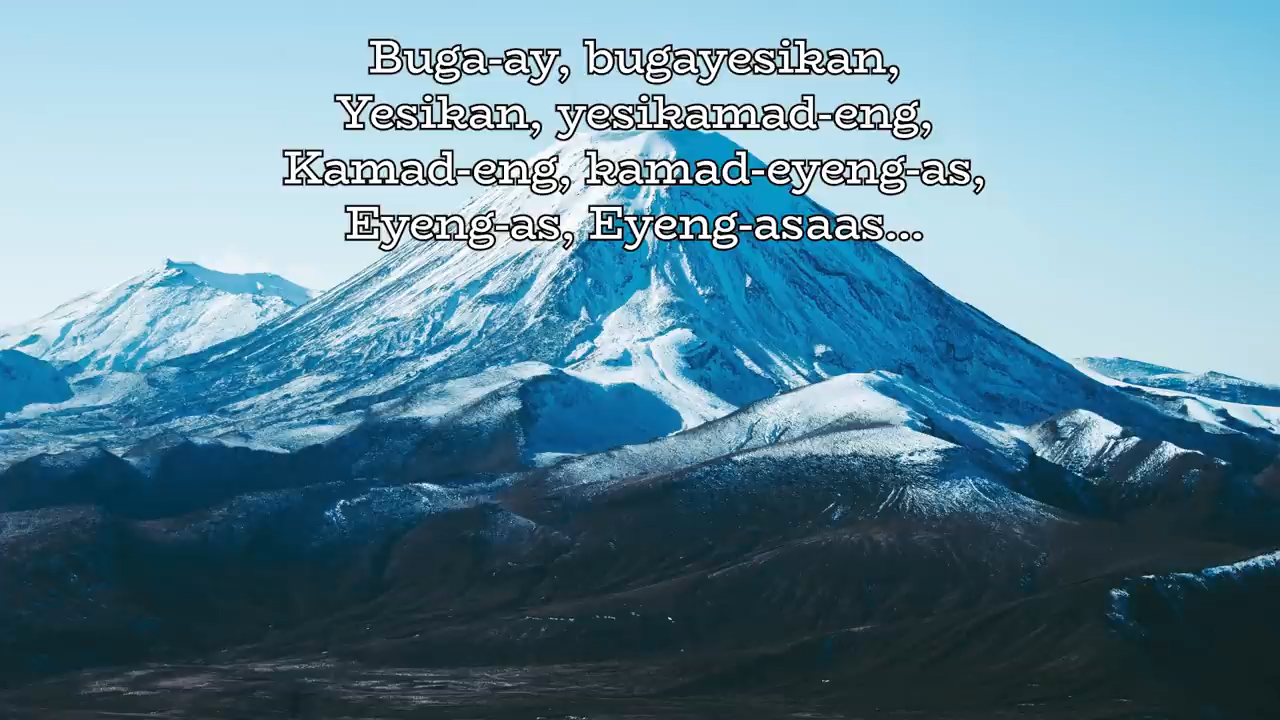 Buga-ay, bugayesikan,
Yesikan, yesikamad-eng,
Kamad-eng, kamad-eyeng-as,
Eyeng-as, Eyeng-asaas...